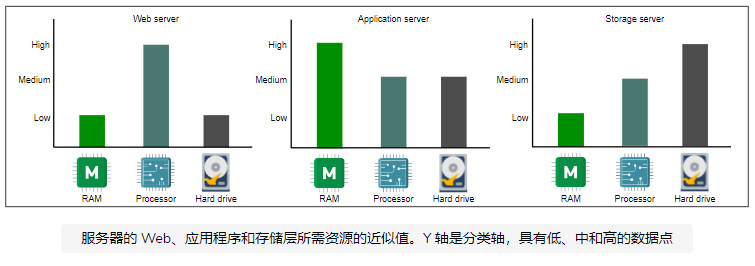 Web server
High
Medium
Low
RAM
Processor
Hard drive
Application server
High
Medium
Low
RAM
Processor
Hard drive
Storage server
High
Medium
Low
RAM
Processor
Hard drive
M
M
M
服务器的 Web、应用程序和存储层所需资源的近似值。Y 轴是分类轴，具有低、中和高的数据点